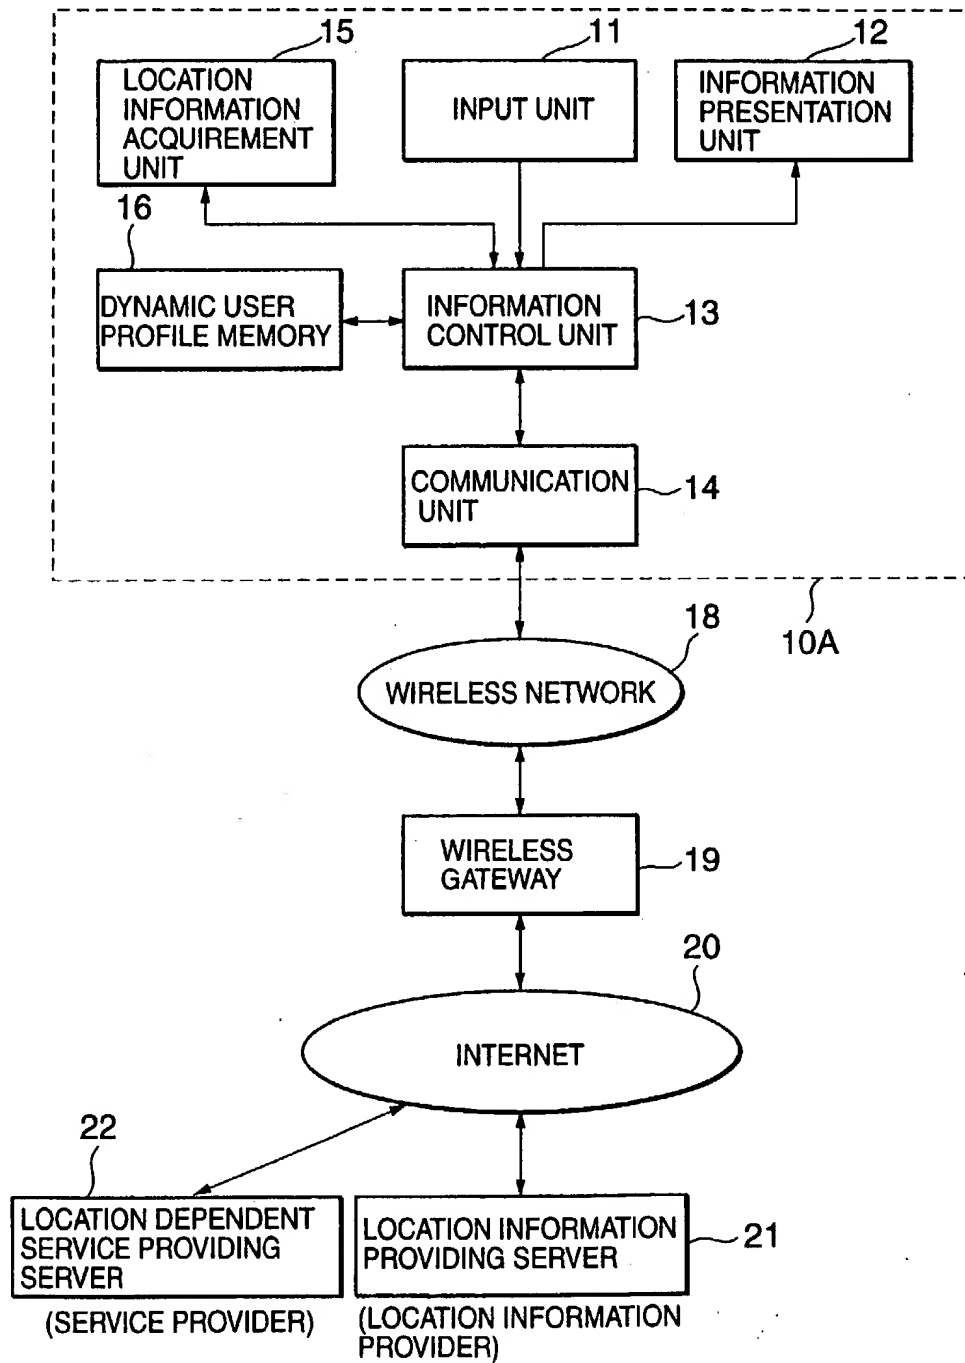 15
11
12
LOCATION
INFORMATION
ACQUIREMENT
UNIT
INPUT UNIT
INFORMATION
PRESENTATION
UNIT
16
DYNAMIC USER
PROFILE MEMORY
INFORMATION
CONTROL UNIT
13
COMMUNICATION
UNIT
14
10A
18
WIRELESS NETWORK
WIRELESS
GATEWAY
19
20
INTERNET
22
LOCATION DEPENDENT
SERVICE PROVIDING
SERVER
(SERVICE PROVIDER)
LOCATION INFORMATION
PROVIDING SERVER
21
(LOCATION INFORMATION
PROVIDER)